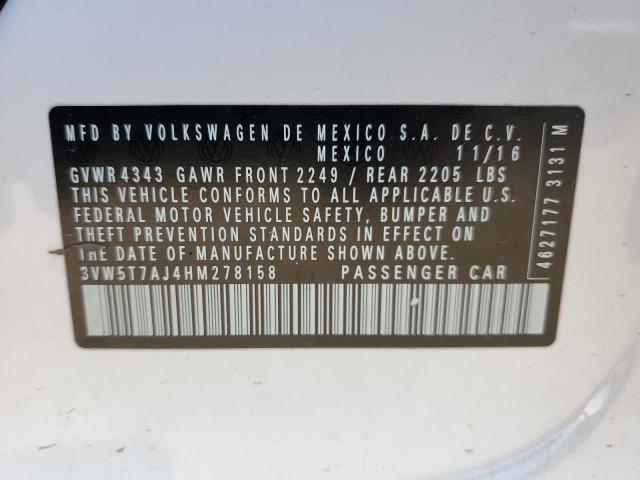 MFD BY VOLKSWAGEN DE MEXICO S.A. DE C.V.
MEXICO 11/16
GVWR4343 GAWR FRONT 2249 / REAR 2205 LBS
THIS VEHICLE CONFORMS TO ALL APPLICABLE U.S.
FEDERAL MOTOR VEHICLE SAFETY, BUMPER AND
THEFT PREVENTION STANDARDS IN EFFECT ON
THE DATE OF MANUFACTURE SHOWN ABOVE.
3VW5T7AJ4HM278158 PASSENGER CAR
4627177 3131 M